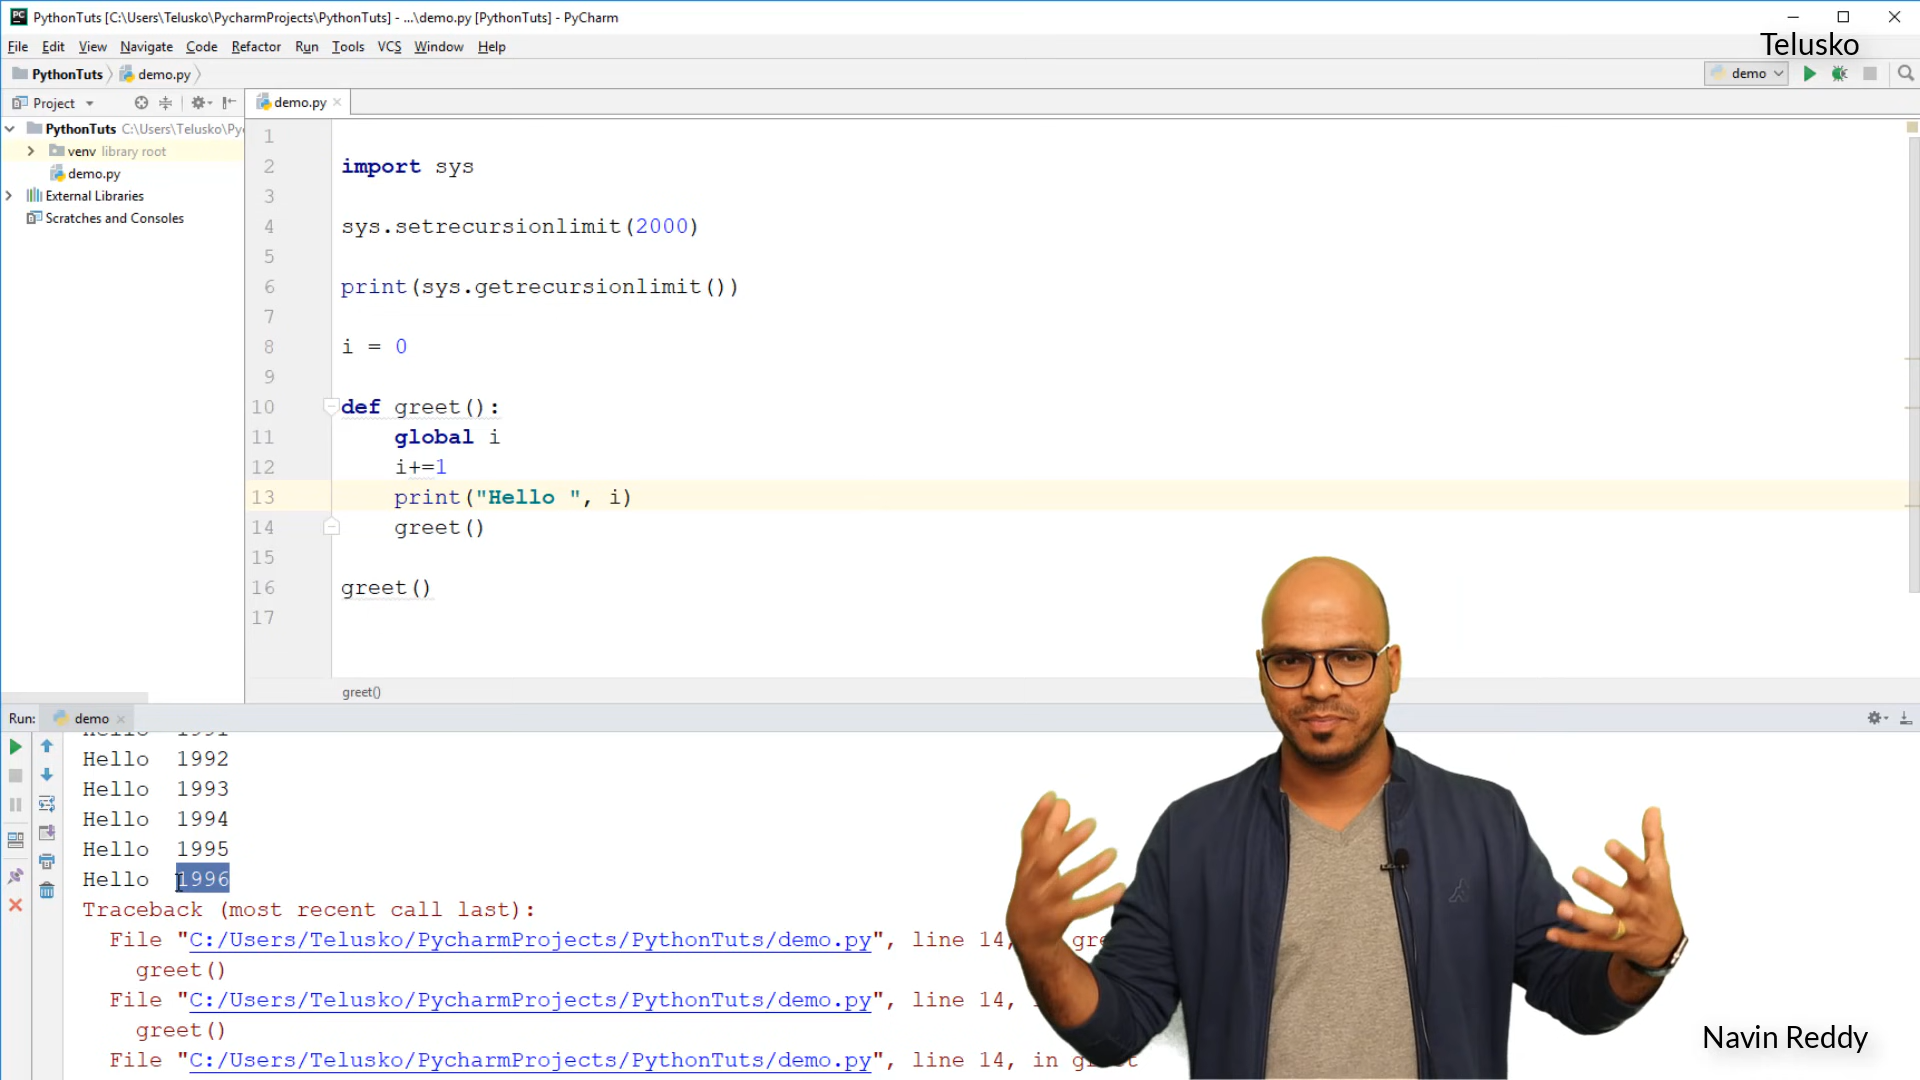 PythonTuts [C:\Users\Telusko\PycharmProjects\PythonTuts] - ...\demo.py [PythonTuts] - PyCharm
File Edit View Navigate Code Refactor Run Tools VCS Window Help
Telusko
PythonTuts demo.py
demo
Project
demo.py
PythonTuts C:\Users\Telusko\Py
venv library root
demo.py
External Libraries
Scratches and Consoles
1
2 import sys
3
4 sys.setrecursionlimit(2000)
5
6 print(sys.getrecursionlimit())
7
8 i = 0
9
10 def greet():
11 global i
12 i+=1
13 print("Hello ", i)
14 greet()
15
16 greet()
17
greet()
Run: demo
Hello 1991
Hello 1992
Hello 1993
Hello 1994
Hello 1995
Hello 1996
Traceback (most recent call last):
File "C:/Users/Telusko/PycharmProjects/PythonTuts/demo.py", line 14, gre
greet()
File "C:/Users/Telusko/PycharmProjects/PythonTuts/demo.py", line 14,
greet()
File "C:/Users/Telusko/PycharmProjects/PythonTuts/demo.py", line 14, in greet
Navin Reddy